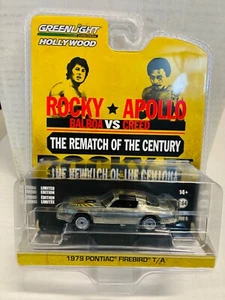 GREENLIGHT
HOLLYWOOD
ROCKY ★ APOLLO
BALBOA VS CREED
THE REMATCH OF THE CENTURY
LIMITED
EDITION
14+
1979 PONTIAC FIREBIRD T/A